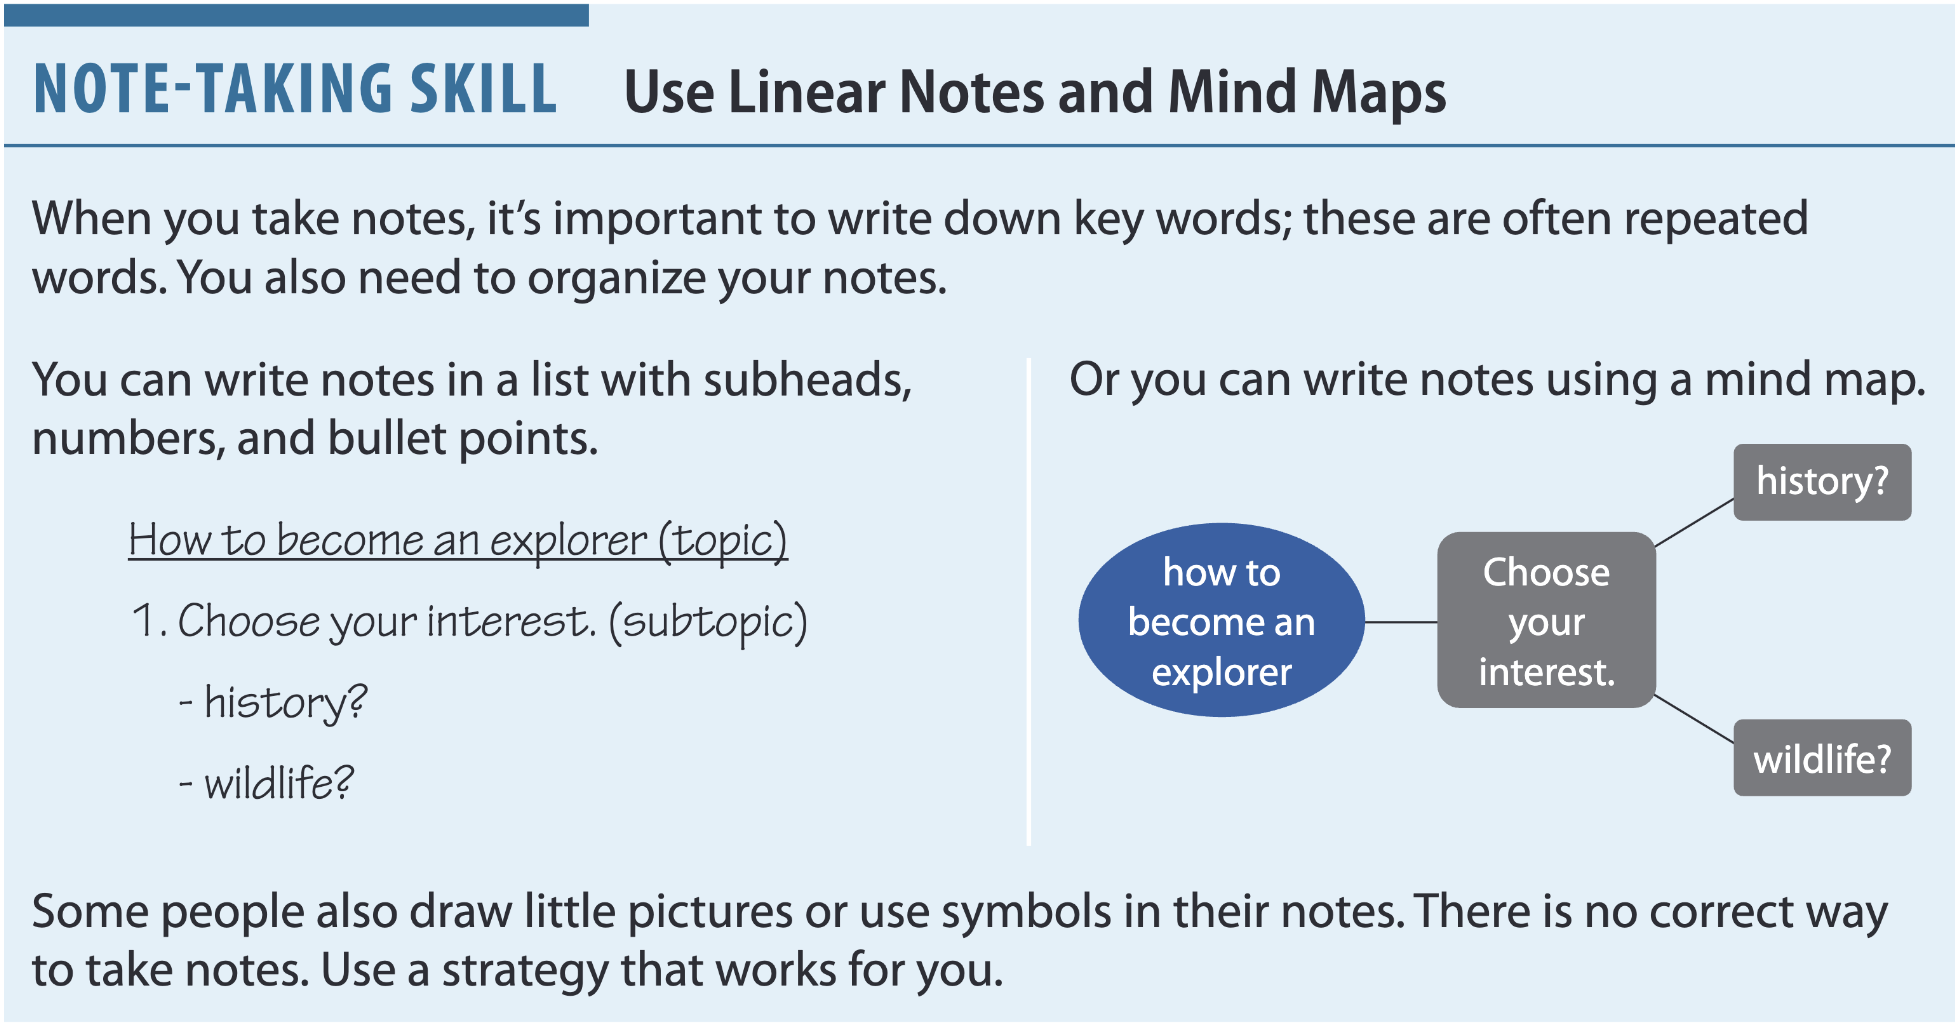 NOTE-TAKING SKILL Use Linear Notes and Mind Maps
When you take notes, it's important to write down key words; these are often repeated
words. You also need to organize your notes.
You can write notes in a list with subheads,
numbers, and bullet points.
How to become an explorer (topic)
1. Choose your interest. (subtopic)
- history?
- wildlife?
Or you can write notes using a mind map.
how to
become an
explorer
Choose
your
interest.
history?
wildlife?
Some people also draw little pictures or use symbols in their notes. There is no correct way
to take notes. Use a strategy that works for you.